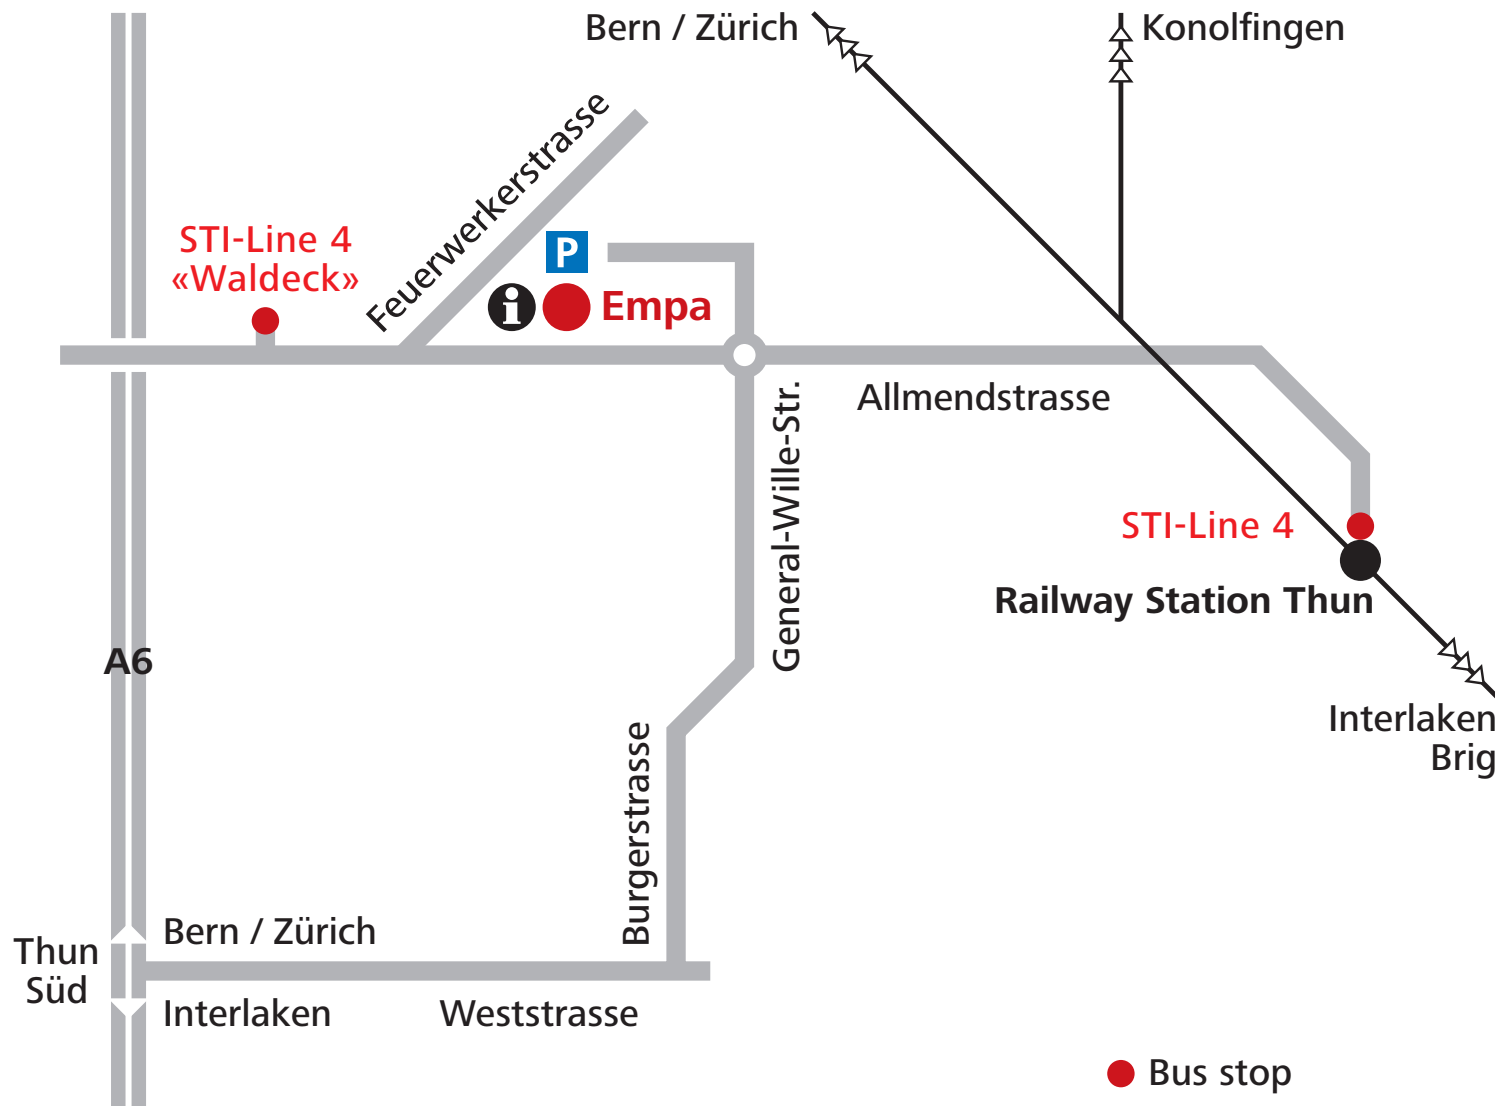 Bern / Zürich
Konolfingen
Feuerwerkerstrasse
STI-Line 4
«Waldeck»
P
i
Empa
Allmendstrasse
General-Wille-Str.
STI-Line 4
Railway Station Thun
A6
Interlaken
Brig
Burgerstrasse
Bern / Zürich
Thun
Süd
Interlaken
Weststrasse
Bus stop